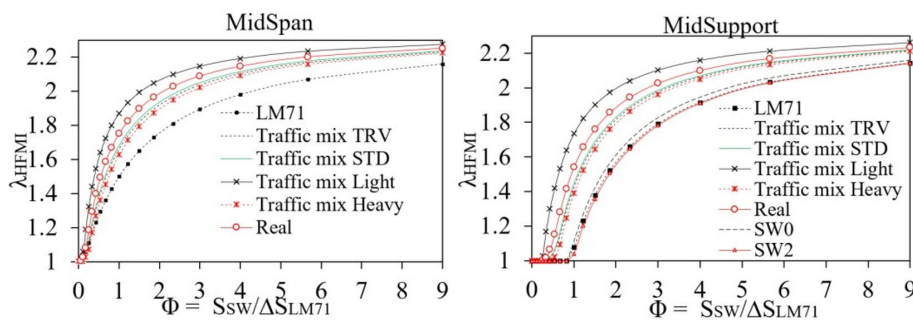 MidSpan
λHFMI
2.2
2
1.8
1.6
1.4
1.2
1
LM71
Traffic mix TRV
Traffic mix STD
Traffic mix Light
Traffic mix Heavy
Real
0 1 2 3 4 5 6 7 8 9
Φ = SSW/ΔSLM71
MidSupport
λHFMI
2.2
2
1.8
1.6
1.4
1.2
1
LM71
Traffic mix TRV
Traffic mix STD
Traffic mix Light
Traffic mix Heavy
Real
SW0
SW2
0 1 2 3 4 5 6 7 8 9
Φ = SSW/ΔSLM71